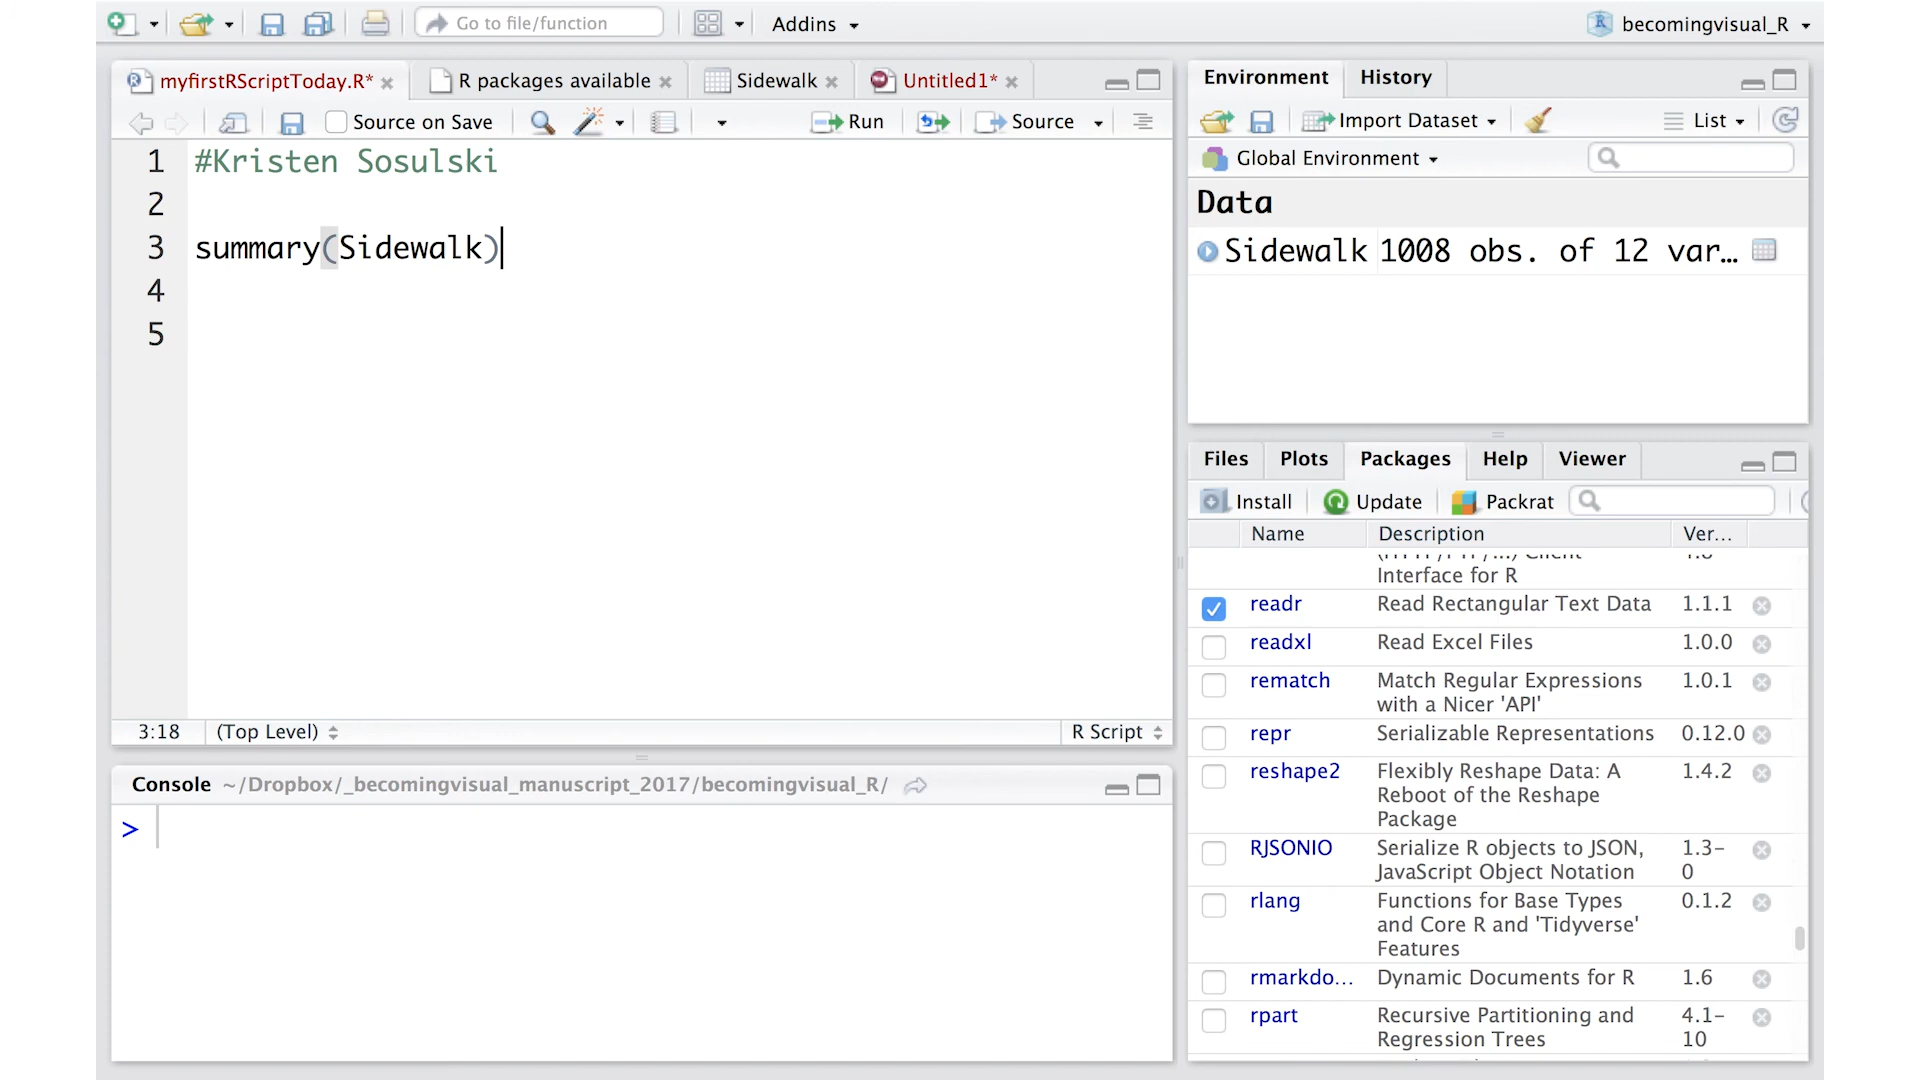 Go to file/function
Addins
becomingvisual_R
myfirstRScriptToday.R*
R packages available
Sidewalk
Untitled1*
Source on Save
Run
Source
1 #Kristen Sosulski
2
3 summary(Sidewalk)
4
5
3:18
(Top Level)
R Script
Console ~/Dropbox/_becomingvisual_manuscript_2017/becomingvisual_R/
>
Environment
History
Import Dataset
List
Global Environment
Data
Sidewalk 1008 obs. of 12 var…
Files
Plots
Packages
Help
Viewer
Install
Update
Packrat
Name
Description
Ver...
Interface for R
readr
Read Rectangular Text Data
1.1.1
readxl
Read Excel Files
1.0.0
rematch
Match Regular Expressions
with a Nicer 'API'
1.0.1
repr
Serializable Representations
0.12.0
reshape2
Flexibly Reshape Data: A
Reboot of the Reshape
Package
1.4.2
RJSONIO
Serialize R objects to JSON,
JavaScript Object Notation
1.3-
0
rlang
Functions for Base Types
and Core R and 'Tidyverse'
Features
0.1.2
rmarkdo...
Dynamic Documents for R
1.6
rpart
Recursive Partitioning and
Regression Trees
4.1-
10